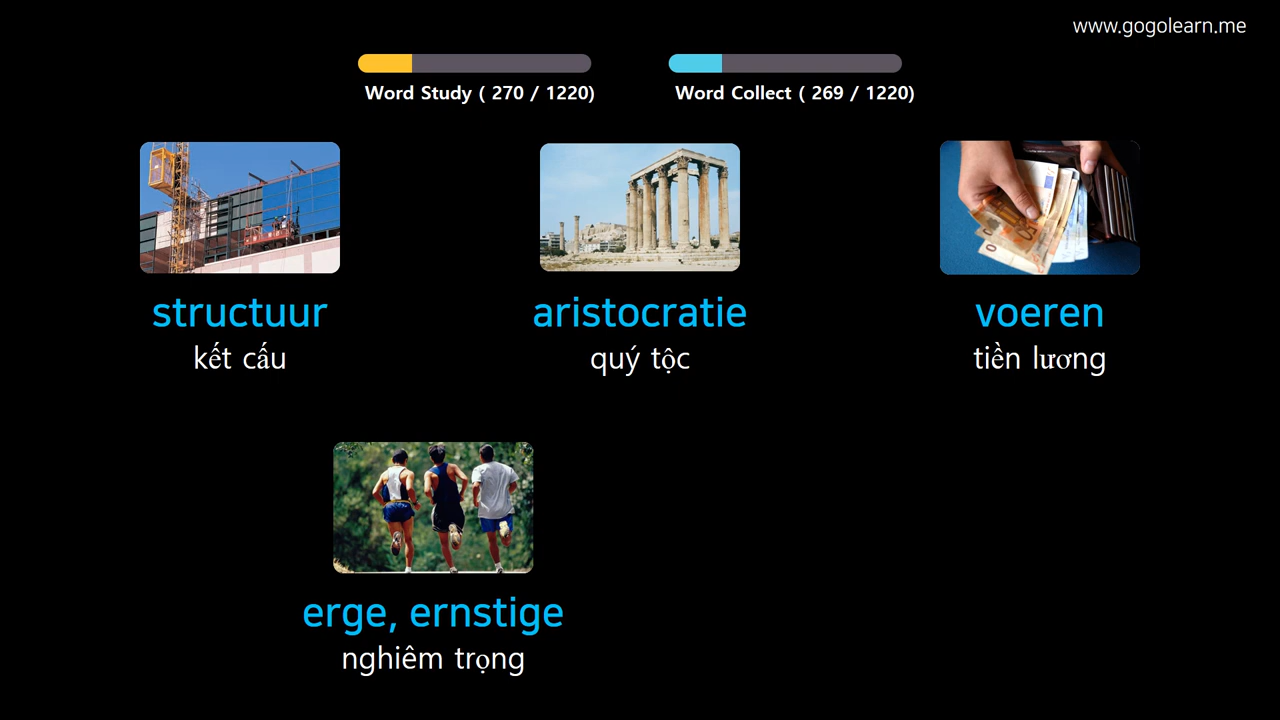 www.gogolearn.me
Word Study ( 270 / 1220)
Word Collect ( 269 / 1220)
structuur
kết cấu
aristocratie
quý tộc
voeren
tiền lương
erge, ernstige
nghiêm trọng